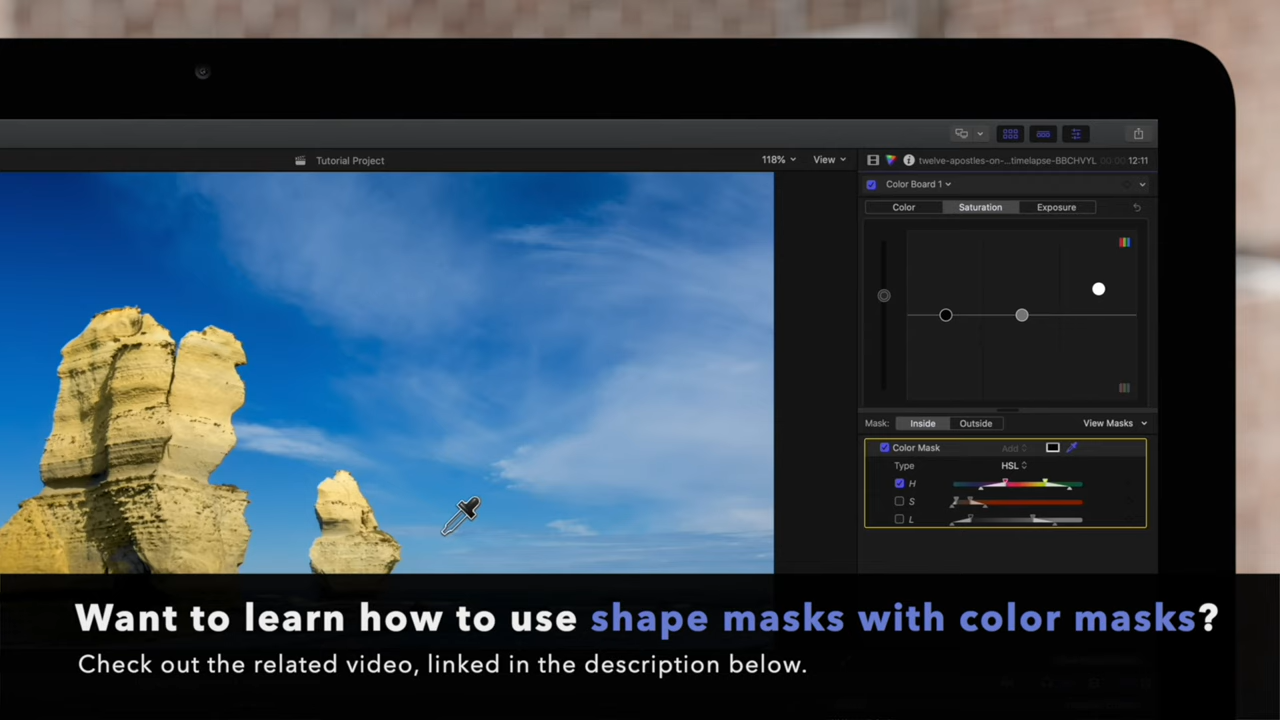 Tutorial Project
118%
View
twelve-apostles-on-...timelapse-BBCHVYL
12:11
Color Board 1
Color
Saturation
Exposure
Mask:
Inside
Outside
View Masks
Color Mask
Add
Type
HSL
H
S
L
Want to learn how to use shape masks with color masks?
Check out the related video, linked in the description below.